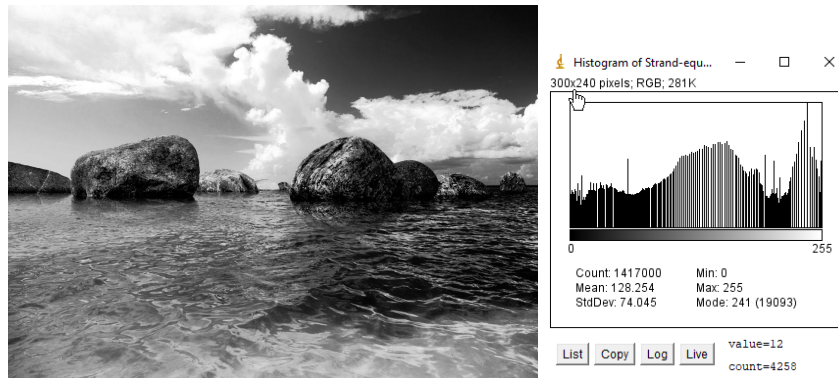 Histogram of Strand-equ...
300x240 pixels; RGB; 281K
0 255
Count: 1417000 Min: 0
Mean: 128.254 Max: 255
StdDev: 74.045 Mode: 241 (19093)
List Copy Log Live value=12
count=4258